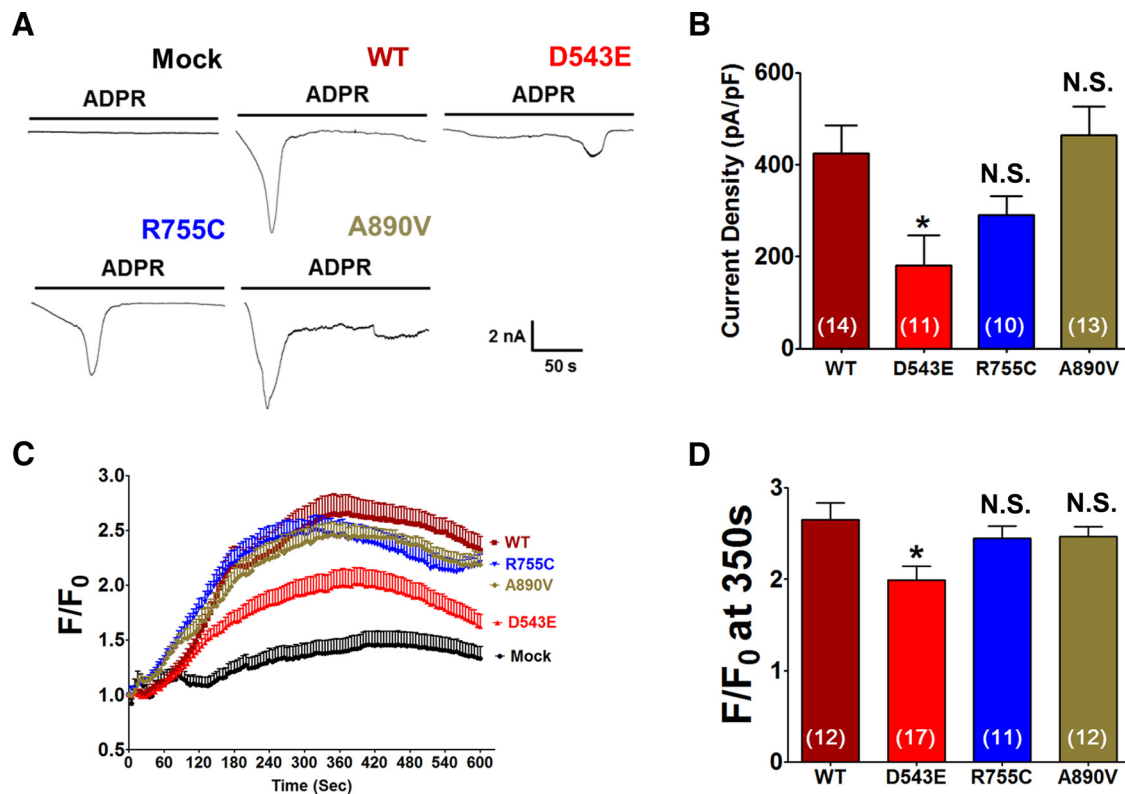 A
Mock
WT
D543E
ADPR
ADPR
ADPR
R755C
A890V
ADPR
ADPR
2 nA
50 s
B
Current Density (pA/pF)
600
400
200
0
N.S.
N.S.
*
(14)
(11)
(10)
(13)
WT
D543E
R755C
A890V
C
F/F0
3.0
2.5
2.0
1.5
1.0
0.5
WT
R755C
A890V
D543E
Mock
0
60
120
180
240
300
360
420
480
540
600
Time (Sec)
D
F/F0 at 350s
3
2
1
0
*
N.S.
N.S.
(12)
(17)
(11)
(12)
WT
D543E
R755C
A890V